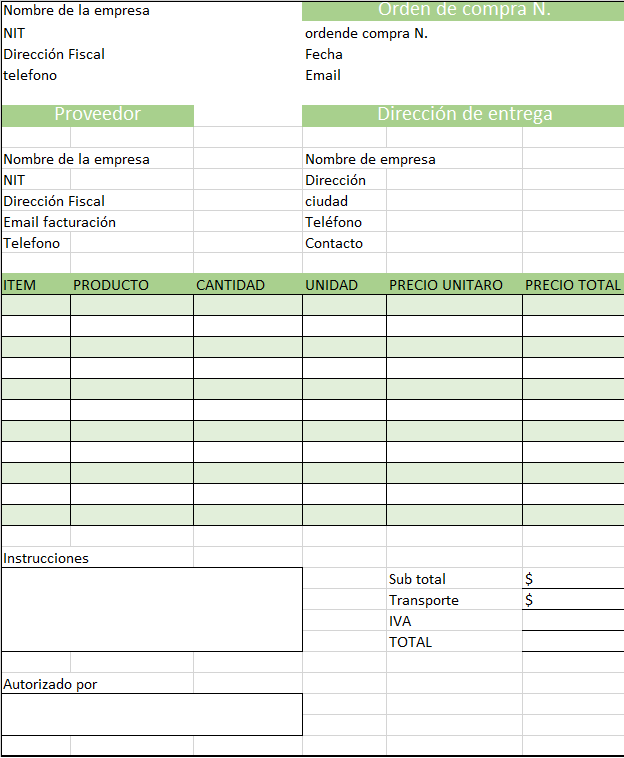 Nombre de la empresa
Orden de compra N.
NIT
ordende compra N.
Dirección Fiscal
Fecha
telefono
Email
Proveedor
Dirección de entrega
Nombre de la empresa
Nombre de empresa
NIT
Dirección
Dirección Fiscal
ciudad
Email facturación
Teléfono
Telefono
Contacto
ITEM PRODUCTO CANTIDAD UNIDAD PRECIO UNITARO PRECIO TOTAL
Instrucciones
Sub total $
Transporte $
IVA
TOTAL
Autorizado por